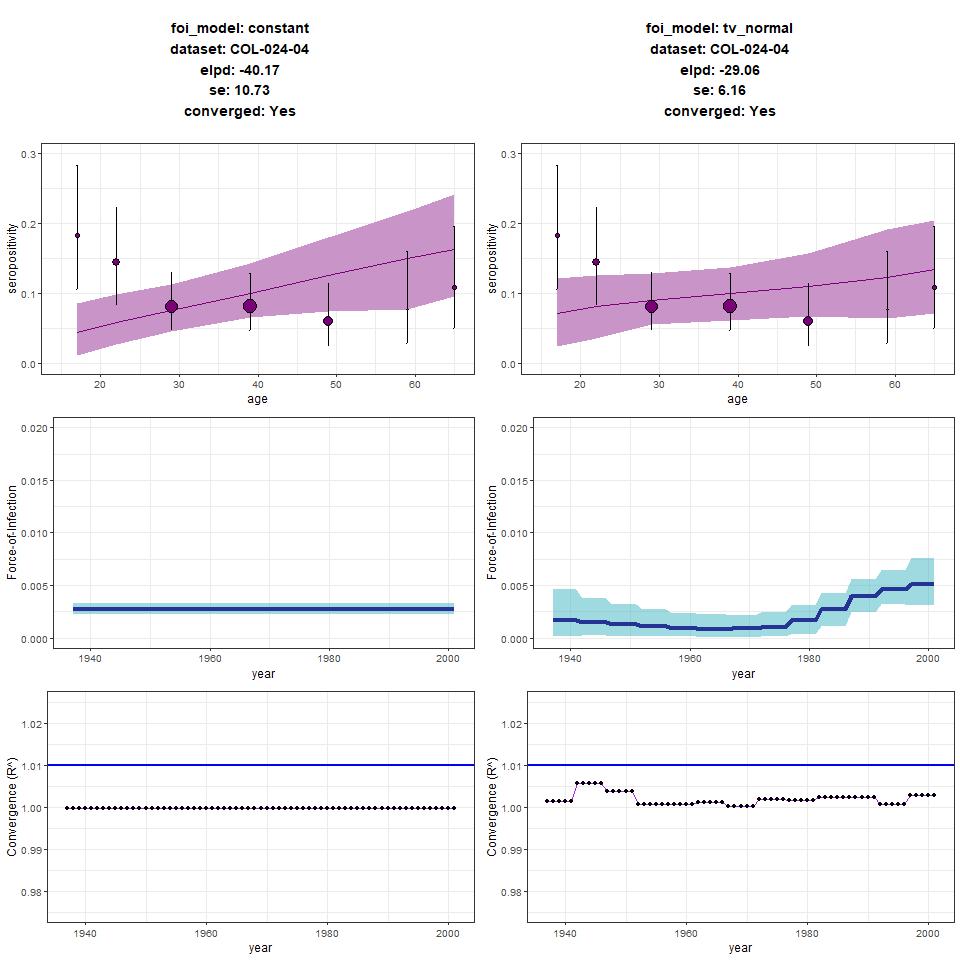 foi_model: constant
dataset: COL-024-04
elpd: -40.17
se: 10.73
converged: Yes
foi_model: tv_normal
dataset: COL-024-04
elpd: -29.06
se: 6.16
converged: Yes
seropositivity
0.3
0.2
0.1
0.0
20 30 40 50 60
age
seropositivity
0.3
0.2
0.1
0.0
20 30 40 50 60
age
Force-of-Infection
0.020
0.015
0.010
0.005
0.000
1940 1960 1980 2000
year
Force-of-Infection
0.020
0.015
0.010
0.005
0.000
1940 1960 1980 2000
year
Convergence (R^)
1.02
1.01
1.00
0.99
0.98
1940 1960 1980 2000
year
Convergence (R^)
1.02
1.01
1.00
0.99
0.98
1940 1960 1980 2000
year